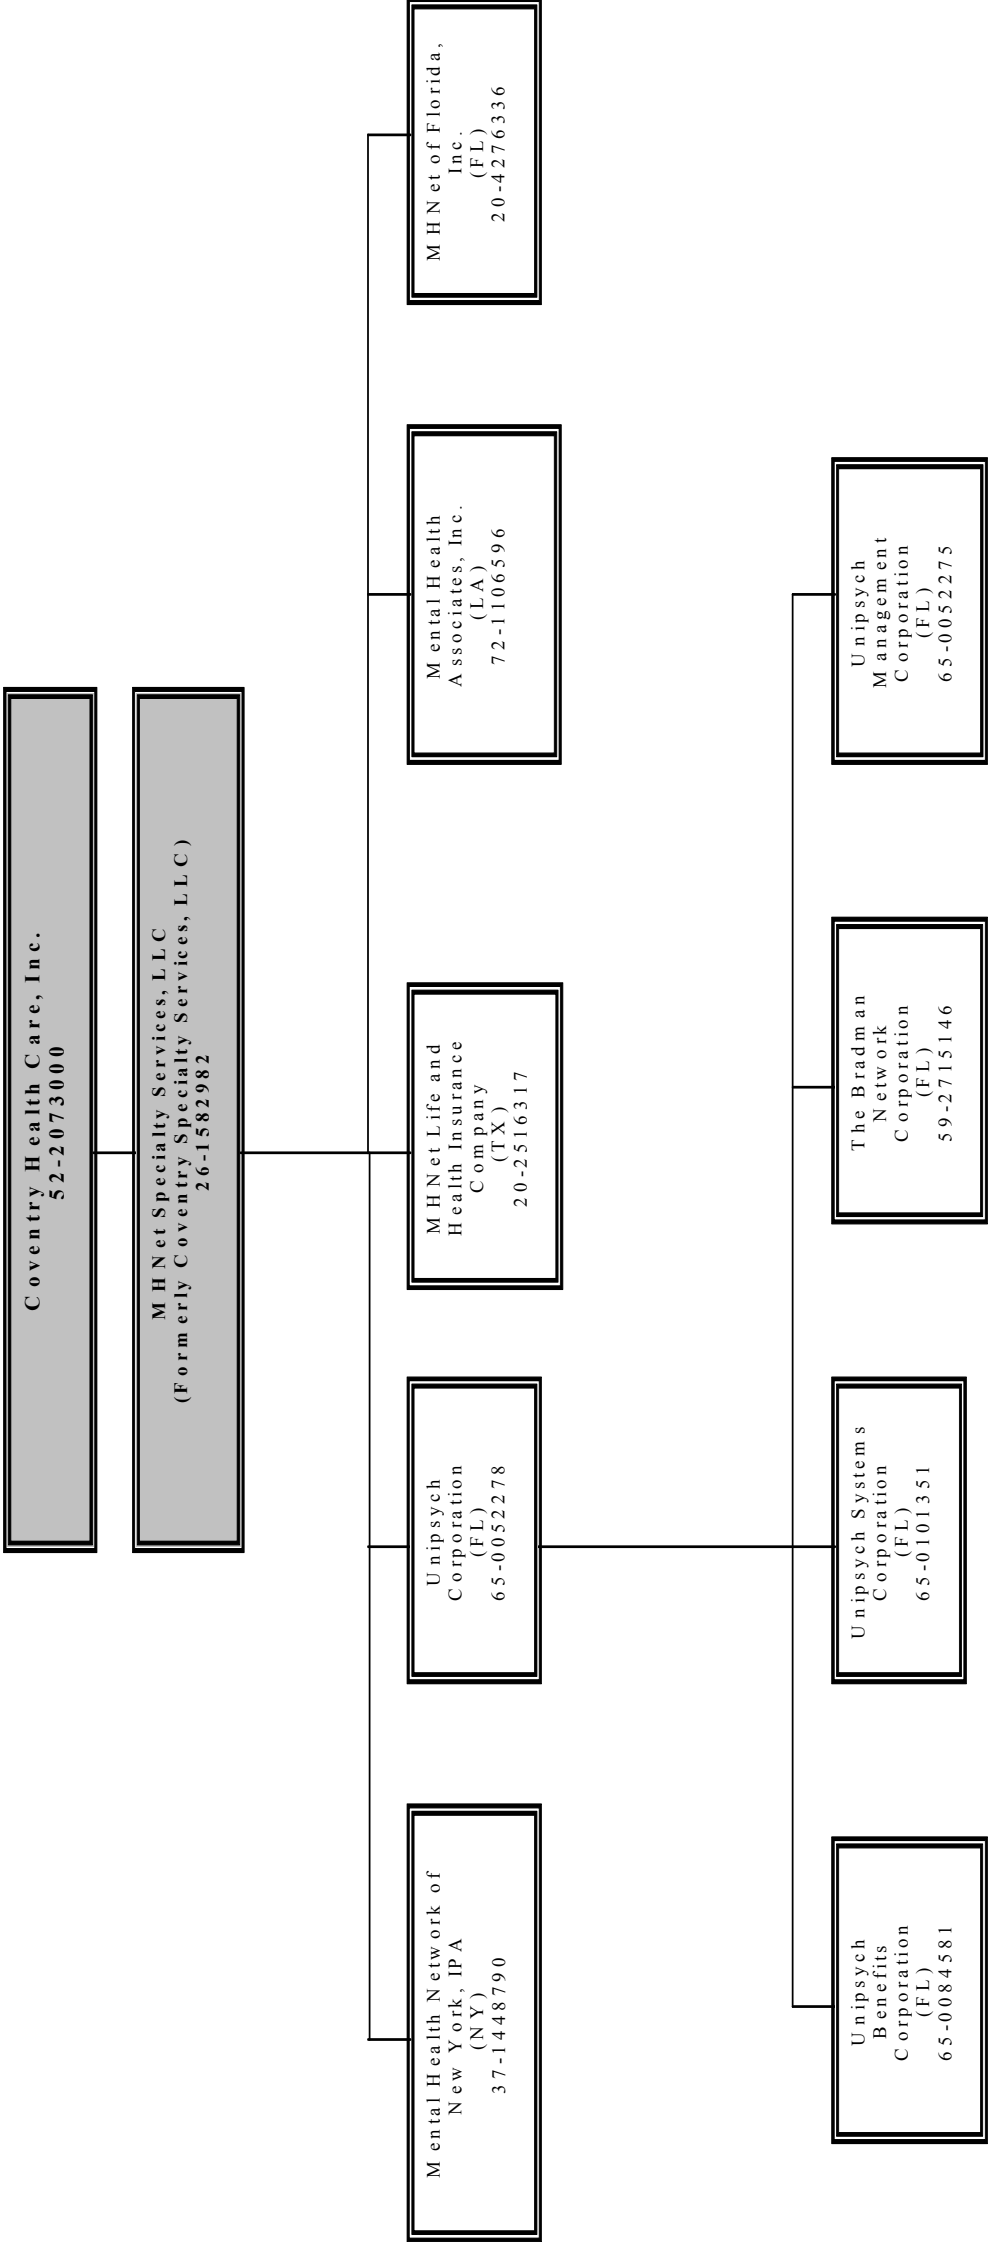 Coventry Health Care, Inc.
52-2073000
MHNet Specialty Services, LLC
(Formerly Coventry Specialty Services, LLC)
26-1582982
Mental Health Network of
New York, IPA
(NY)
37-1448790
Unipsych
Corporation
(FL)
65-0052278
MHNet Life and
Health Insurance
Company
(TX)
20-2516317
Mental Health
Associates, Inc.
(LA)
72-1106596
MHNet of Florida,
Inc.
(FL)
20-4276336
Unipsych
Benefits
Corporation
(FL)
65-0084581
Unipsych Systems
Corporation
(FL)
65-0101351
The Bradman
Network
Corporation
(FL)
59-2715146
Unipsych
Management
Corporation
(FL)
65-0052275